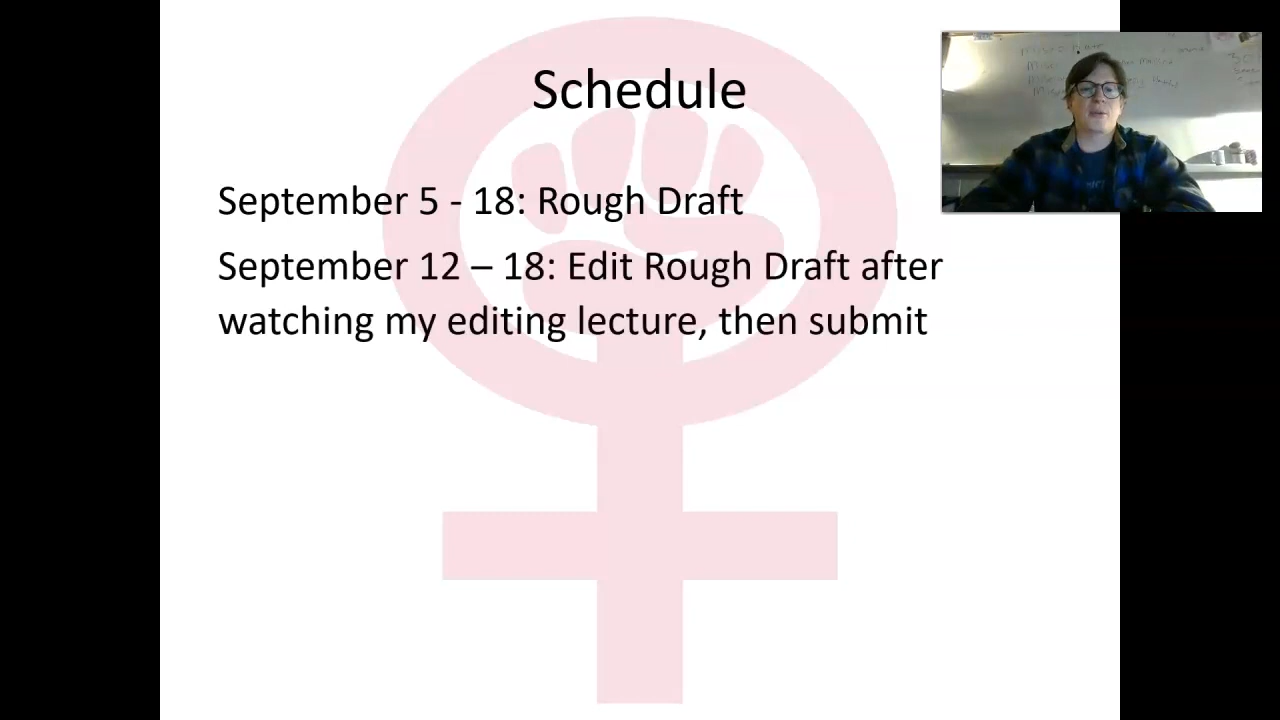 Schedule
September 5 - 18: Rough Draft
September 12 – 18: Edit Rough Draft after
watching my editing lecture, then submit